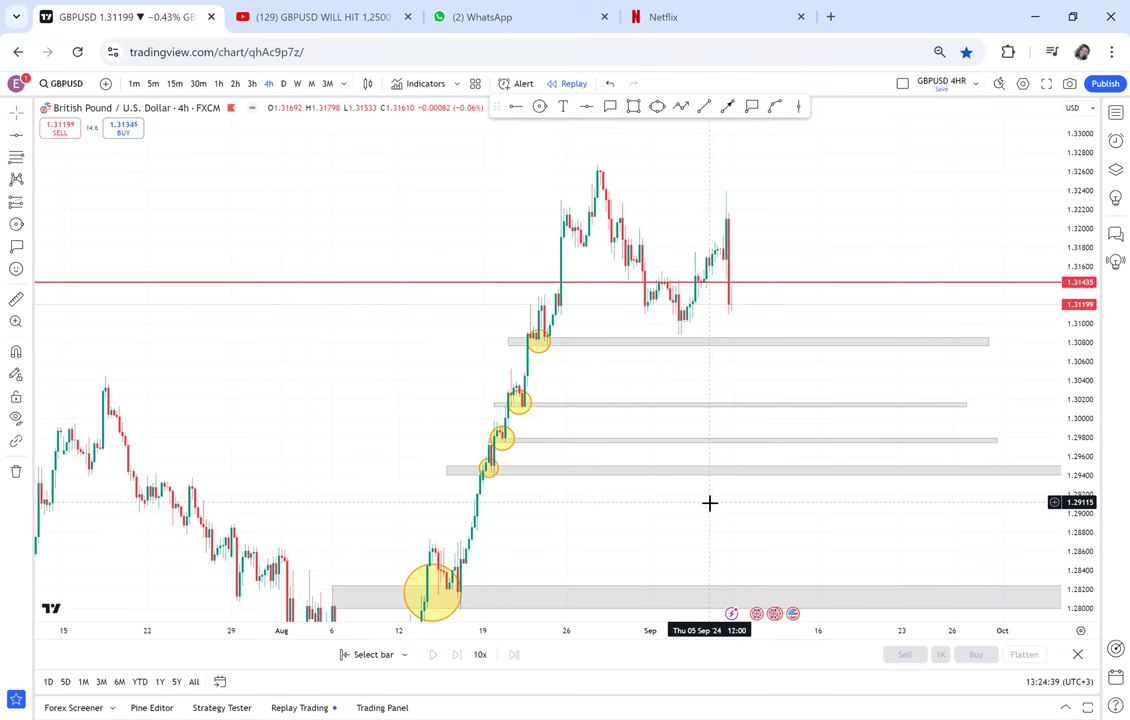 GBPUSD 1.31199 ▼ −0.43% GB
(129) GBPUSD WILL HIT 1,2500
(2) WhatsApp
Netflix
tradingview.com/chart/qhAc9p7z/
E 1
GBPUSD
1m 5m 15m 30m 1h 2h 3h 4h D W M 3M
Indicators
Alert
Replay
GBPUSD 4HR
Save
Publish
British Pound / U.S. Dollar · 4h · FXCM
O1.31692 H1.31798 L1.31533 C1.31610 −0.00082 (−0.06%)
USD
1.31199
SELL
14.6
1.31345
BUY
1.33000
1.32800
1.32600
1.32400
1.32200
1.32000
1.31800
1.31600
1.31435
1.31199
1.31000
1.30800
1.30600
1.30400
1.30200
1.30000
1.29800
1.29600
1.29400
1.29115
1.29000
1.28800
1.28600
1.28400
1.28200
1.28000
15 22 29 Aug 6 12 19 26 Sep Thu 05 Sep '24 12:00 16 23 26 Oct
Select bar
10x
Sell
1K
Buy
Flatten
1D 5D 1M 3M 6M YTD 1Y 5Y All
13:24:39 (UTC+3)
Forex Screener
Pine Editor
Strategy Tester
Replay Trading
Trading Panel